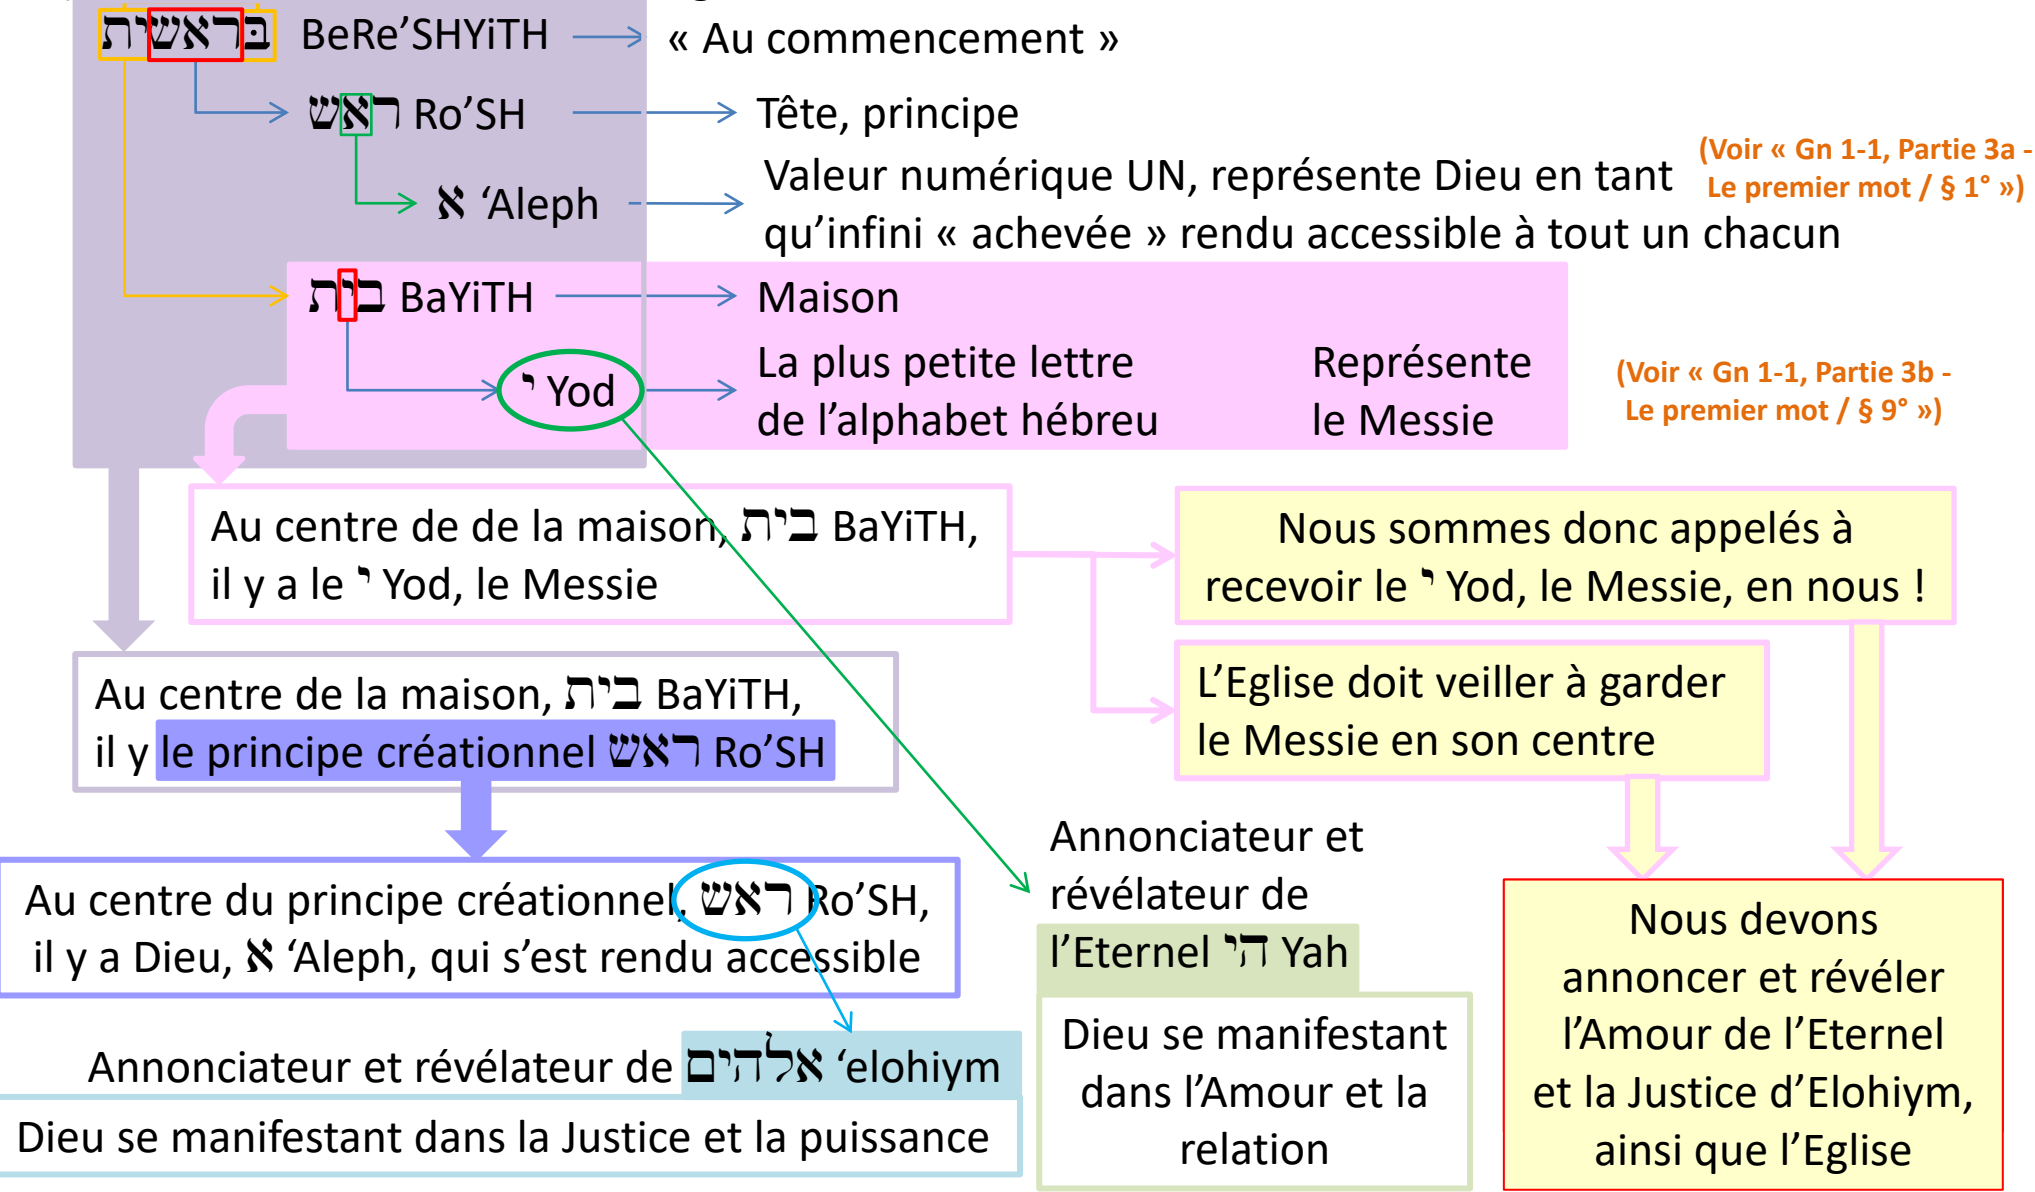 בראשית BeRe’SHYiTH
« Au commencement »
ראש Ro’SH
Tête, principe
א ‘Aleph
Valeur numérique UN, représente Dieu en tant
qu’infini « achevée » rendu accessible à tout un chacun
(Voir « Gn 1-1, Partie 3a -
Le premier mot / § 1° »)
בית BaYiTH
Maison
י Yod
La plus petite lettre
de l’alphabet hébreu
Représente
le Messie
(Voir « Gn 1-1, Partie 3b -
Le premier mot / § 9° »)
Au centre de de la maison, בית BaYiTH,
il y a le י Yod, le Messie
Nous sommes donc appelés à
recevoir le י Yod, le Messie, en nous !
Au centre de la maison, בית BaYiTH,
il y le principe créationnel ראש Ro’SH
L’Eglise doit veiller à garder
le Messie en son centre
Au centre du principe créationnel, ראש Ro’SH,
il y a Dieu, א ‘Aleph, qui s’est rendu accessible
Annonciateur et révélateur de אלהים ‘elohiym
Dieu se manifestant dans la Justice et la puissance
Annonciateur et
révélateur de
l’Eternel הי Yah
Dieu se manifestant
dans l’Amour et la
relation
Nous devons
annoncer et révéler
l’Amour de l’Eternel
et la Justice d’Elohiym,
ainsi que l’Eglise